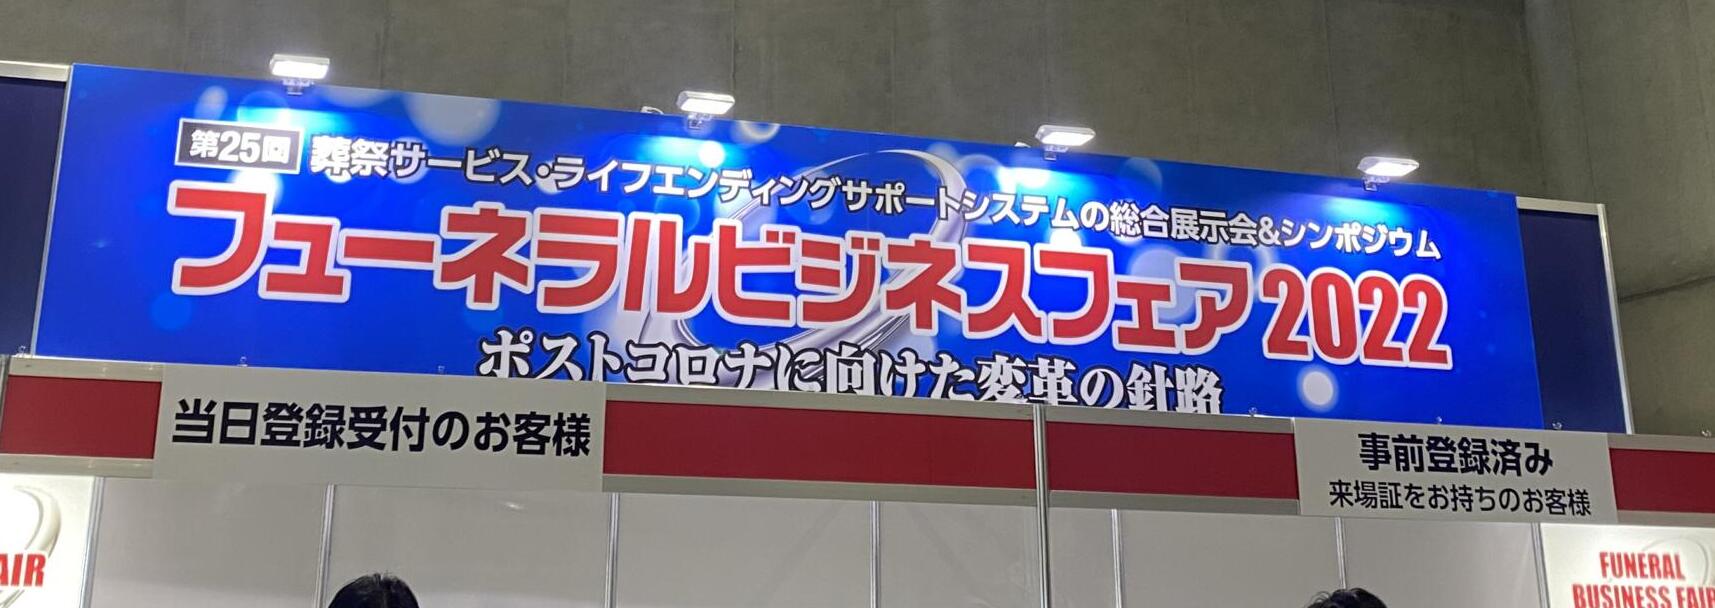 第25回 葬祭サービス・ライフエンディングサポートシステムの総合展示会&シンポジウム
フューネラルビジネスフェア2022
ポストコロナに向けた変革の針路
当日登録受付のお客様
事前登録済み
来場証をお持ちのお客様
AIR
FUNERAL
BUSINESS FAIR